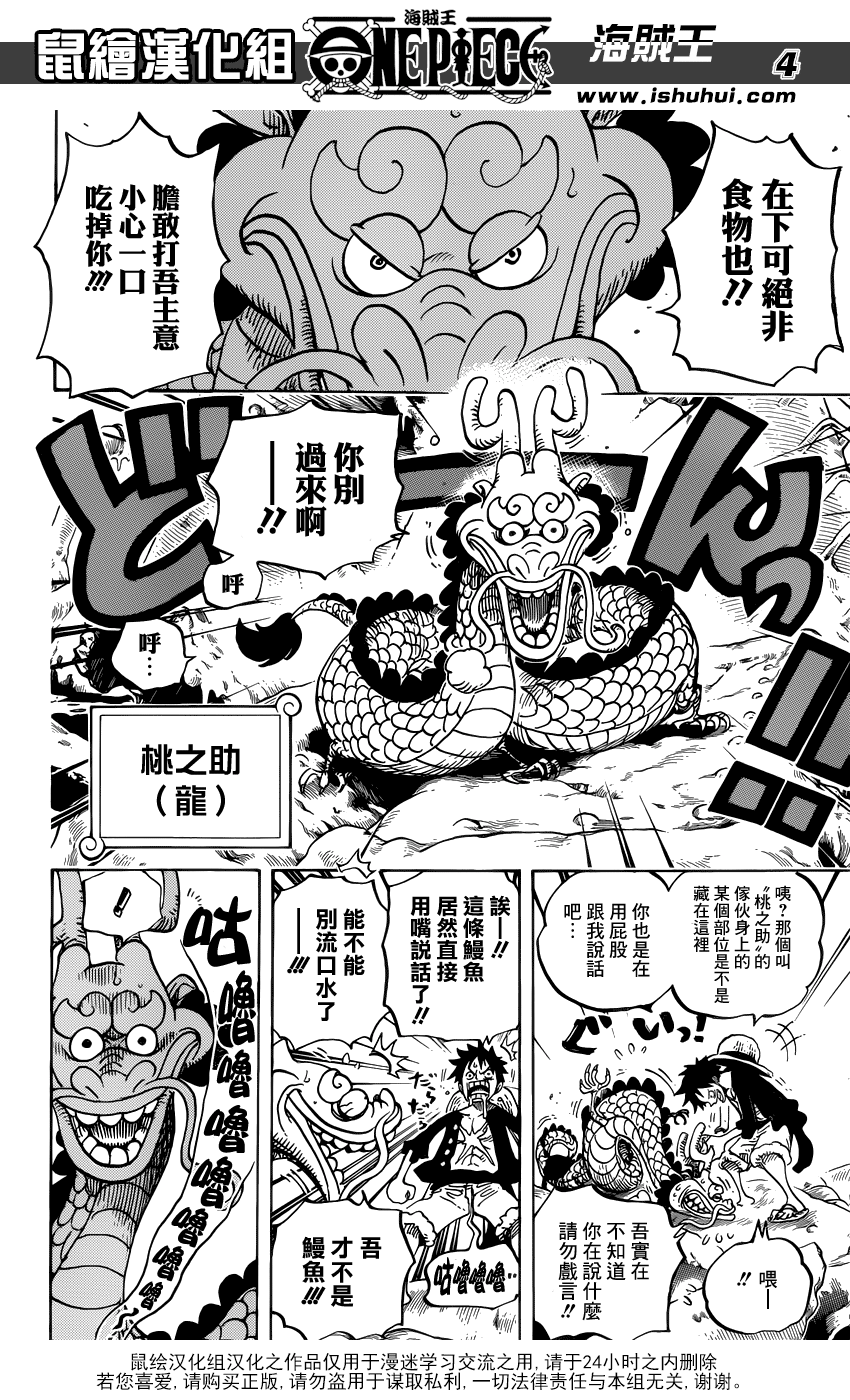 海賊王
鼠繪漢化組
ONE PIECE
海賊王
4
www.ishuhui.com
在下可絕非
食物也!!
膽敢打吾主意
小心一口
吃掉你!!!
你別
過來啊
——!!
ど——んっ!!
呼
呼…
桃之助
（龍）
咦?那個叫
"桃之助"的
傢伙身上的
某個部位是不是
藏在這裡
你也是在
用屁股
跟我說話
吧…
ぐいっ!
喂—
!!
吾實在
不知道
你在說什麼
請勿戲言!!
誒—!!
這條鰻魚
居然直接
用嘴說話了!!
能不能
別流口水了
—!!!
だらだら
咕嚕嚕嚕…
吾
才不是
鰻魚!!!
!
咕嚕嚕嚕嚕嚕嚕嚕
鼠绘汉化组汉化之作品仅用于漫迷学习交流之用,请于24小时之内删除
若您喜爱,请购买正版,请勿用于谋取私利,一切法律责任与本组无关,谢谢。